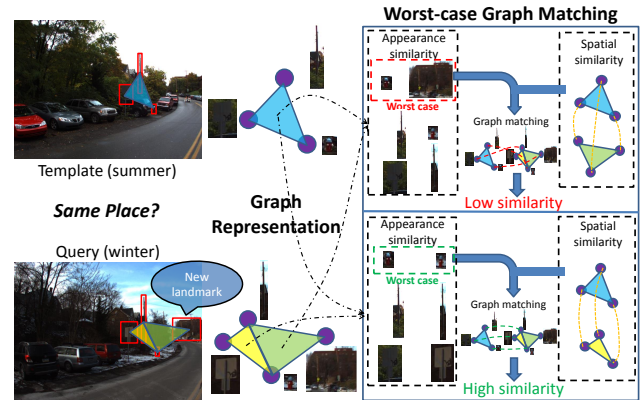 Worst-case Graph Matching
Appearance
similarity
Spatial
similarity
Worst case
Graph matching
Low similarity
Template (summer)
Same Place?
Graph
Representation
Query (winter)
New
landmark
Appearance
similarity
Spatial
similarity
Worst case
Graph matching
High similarity